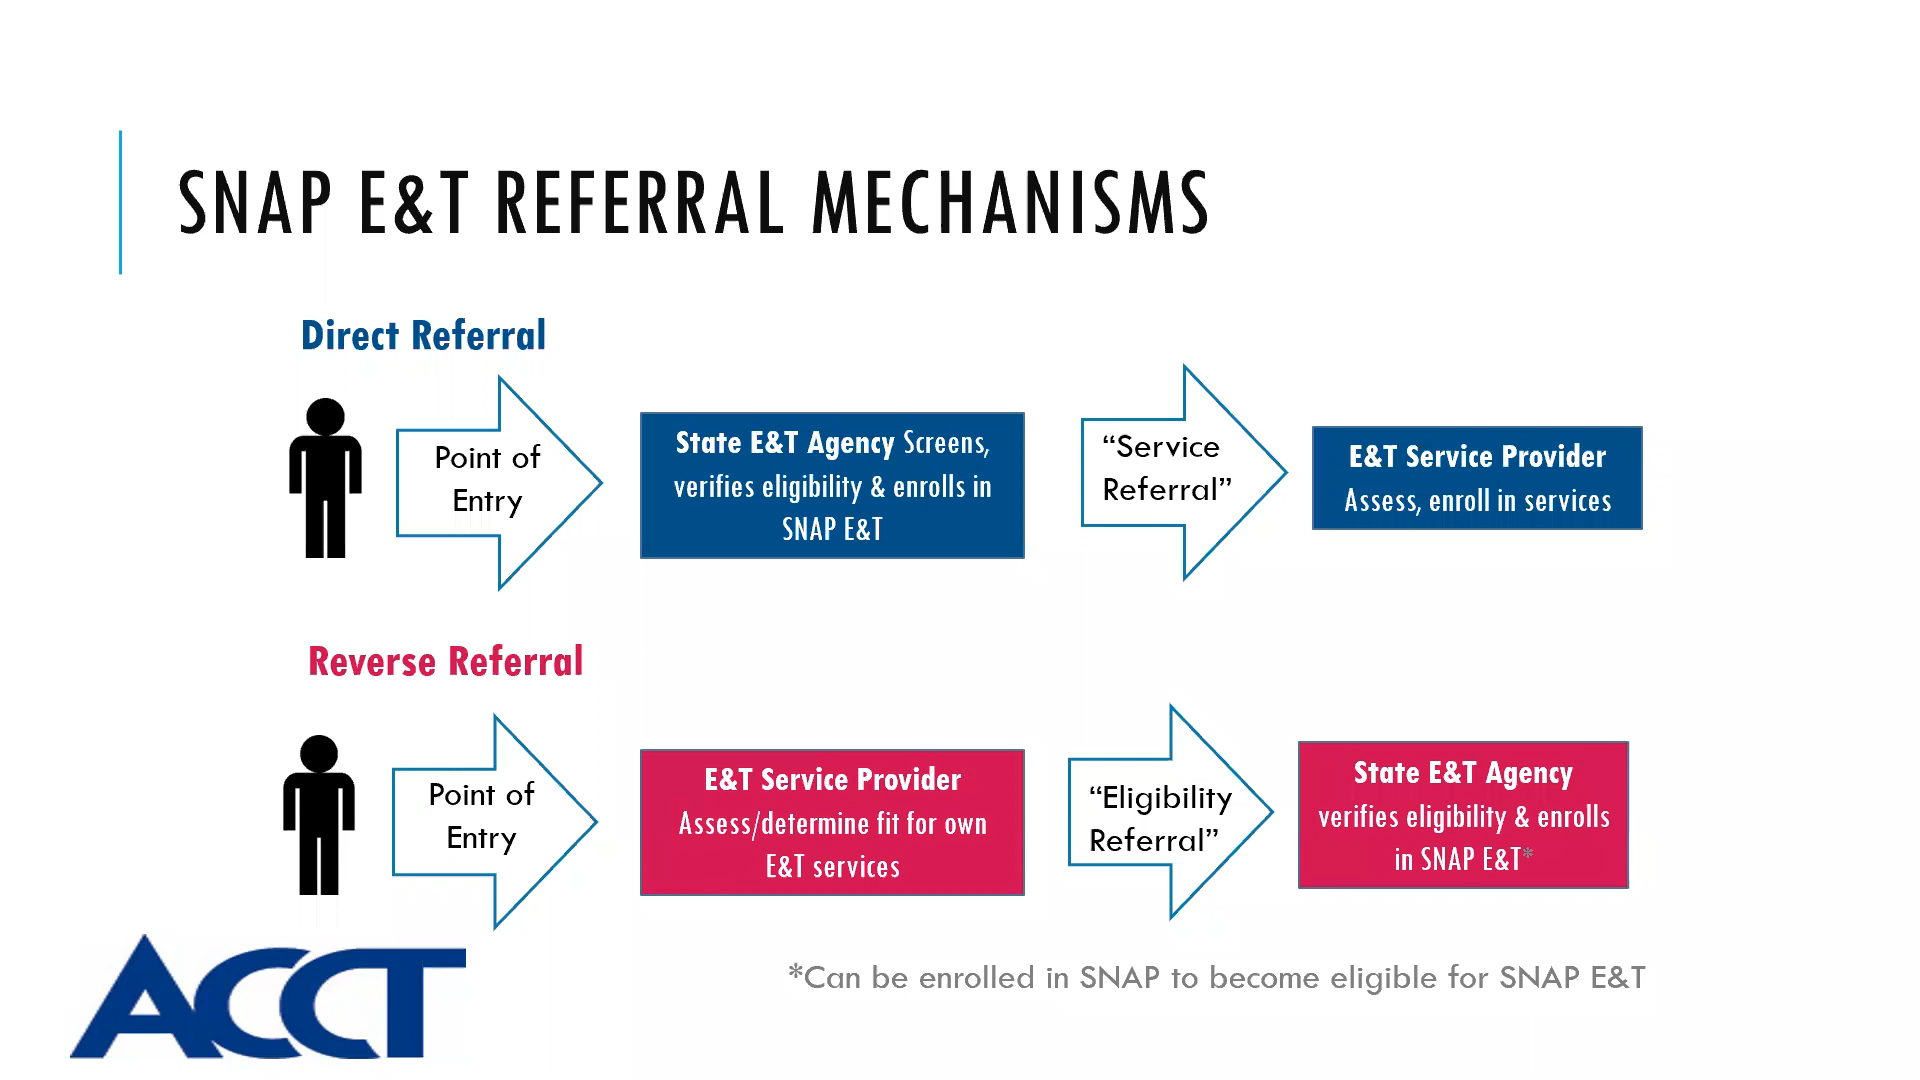 SNAP E&T REFERRAL MECHANISMS
Direct Referral
Point of
Entry
State E&T Agency Screens,
verifies eligibility & enrolls in
SNAP E&T
“Service
Referral”
E&T Service Provider
Assess, enroll in services
Reverse Referral
Point of
Entry
E&T Service Provider
Assess/determine fit for own
E&T services
“Eligibility
Referral”
State E&T Agency
verifies eligibility & enrolls
in SNAP E&T*
*Can be enrolled in SNAP to become eligible for SNAP E&T
ACCT